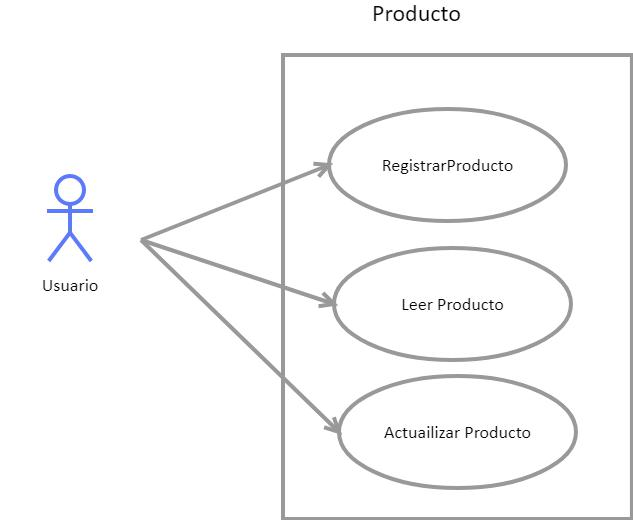 Producto
RegistrarProducto
Usuario
Leer Producto
Actuailizar Producto